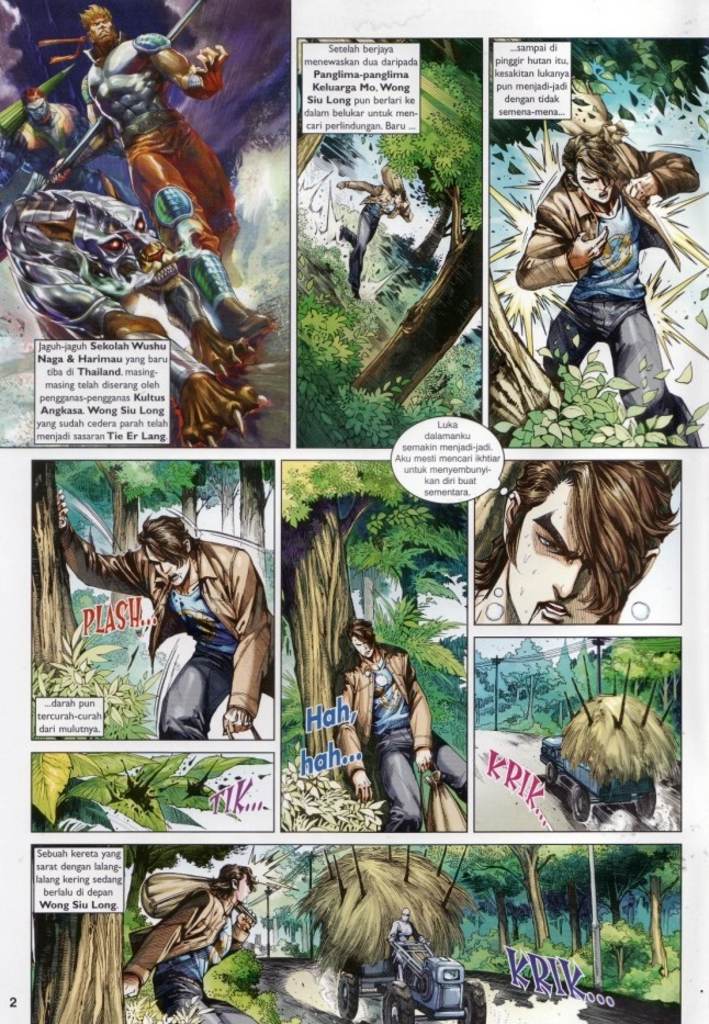 Jaguh-jaguh Sekolah Wushu
Naga & Harimau yang baru
tiba di Thailand, masing-
masing telah diserang oleh
pengganas-pengganas Kultus
Angkasa. Wong Siu Long
yang sudah cedera parah telah
menjadi sasaran Tie Er Lang.
Setelah berjaya
menewaskan dua daripada
Panglima-panglima
Keluarga Mo, Wong
Siu Long pun berlari ke
dalam belukar untuk men-
cari perlindungan. Baru ...
...sampai di
pinggir hutan itu,
kesakitan lukanya
pun menjadi-jadi
dengan tidak
semena-mena...
Luka
dalamanku
semakin menjadi-jadi.
Aku mesti mencari ikhtiar
untuk menyembunyi-
kan diri buat
sementara.
PLASH...
...darah pun
tercurah-curah
dari mulutnya.
TIK...
Hah,
hah...
KRIK...
Sebuah kereta yang
sarat dengan lalang-
lalang kering sedang
berlalu di depan
Wong Siu Long.
KRIK...
2